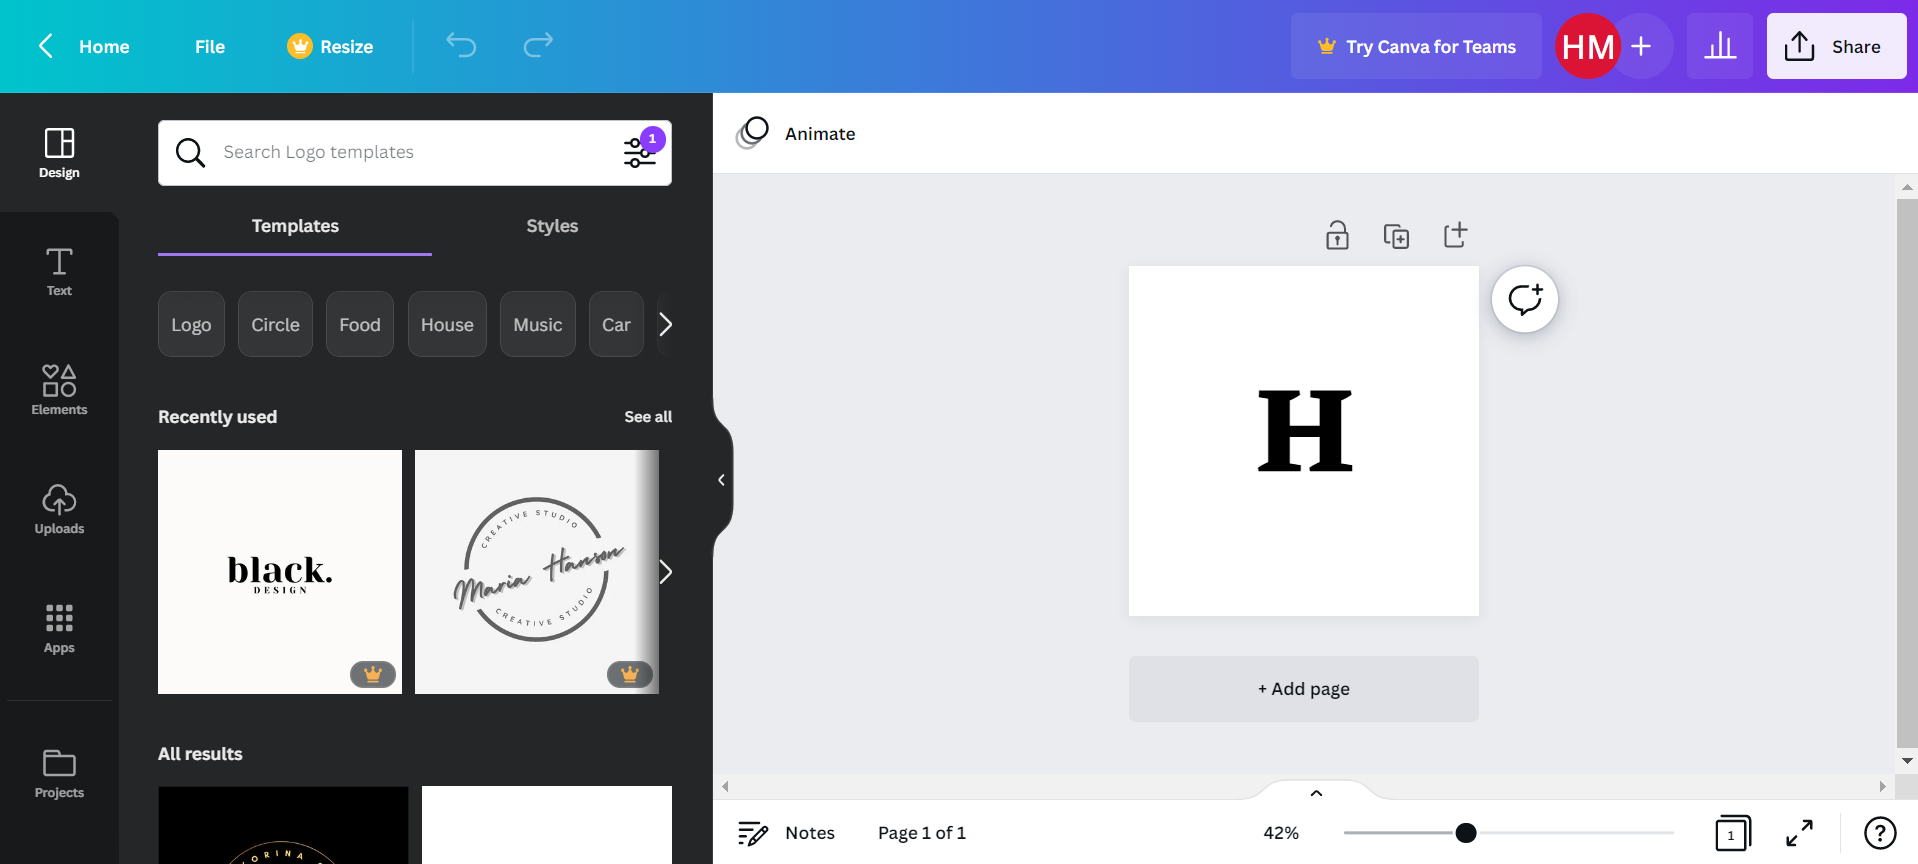 Home File Resize Try Canva for Teams HM Share
Design
Text
Elements
Uploads
Apps
Projects
Search Logo templates 1
Templates Styles
Logo Circle Food House Music Car
Recently used See all
black.
DESIGN
CREATIVE STUDIO
Maria Hanson
CREATIVE STUDIO
All results
Animate
H
+ Add page
Notes Page 1 of 1 42% 1 ?